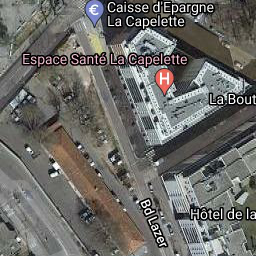 Caisse d'Epargne
La Capelette
Espace Santé La Capelette
H
La Bout
Hôtel de la
Bd Lazer